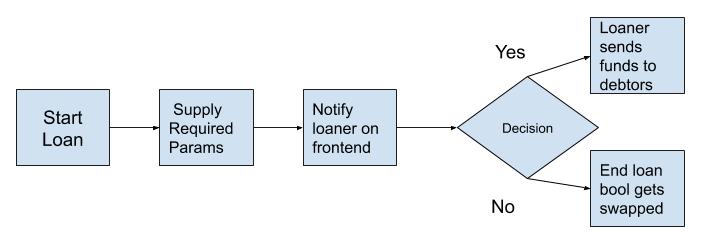 Start
Loan
Supply
Required
Params
Notify
loaner on
frontend
Decision
Yes
Loaner
sends
funds to
debtors
No
End loan
bool gets
swapped